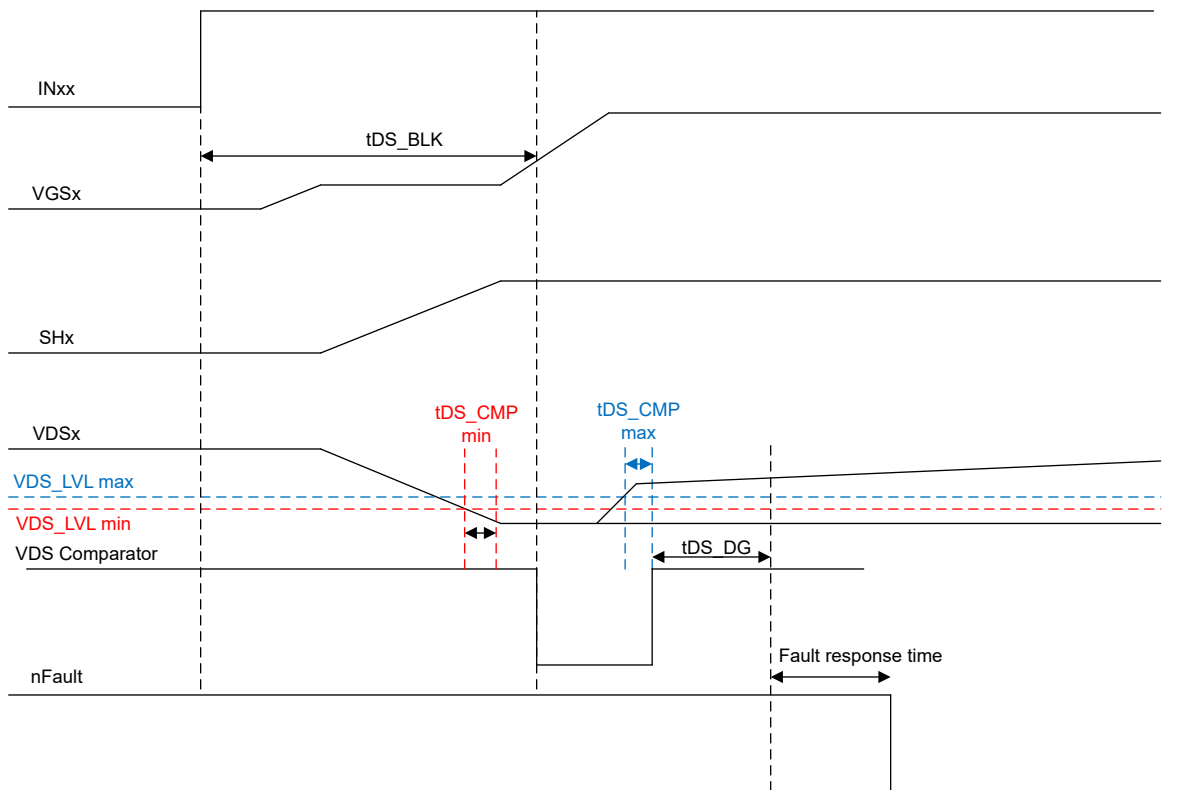 INxx
tDS_BLK
VGSx
SHx
tDS_CMP
min
tDS_CMP
max
VDSx
VDS_LVL max
VDS_LVL min
VDS Comparator
tDS_DG
Fault response time
nFault